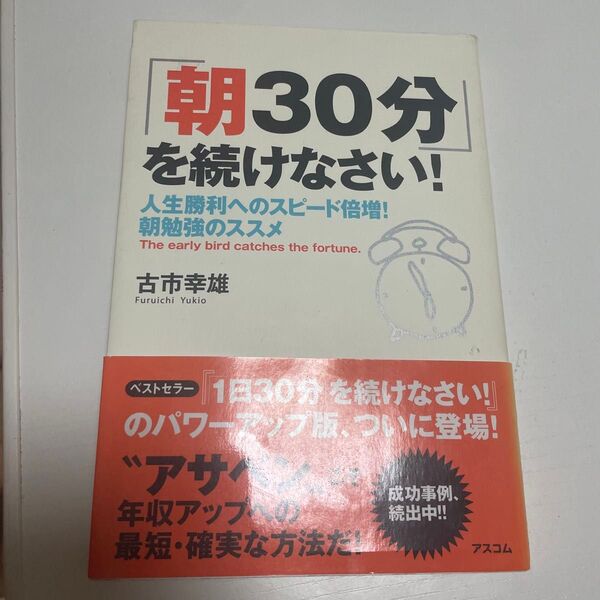 「朝30分」
を続けなさい!
人生勝利へのスピード倍増!
朝勉強のススメ
The early bird catches the fortune.
古市幸雄
Furuichi Yukio
ベストセラー『1日30分を続けなさい!』
のパワーアップ版、ついに登場!
"アサベン"
年収アップへの
最短・確実な方法だ!
成功事例、
続出中!!
アスコム